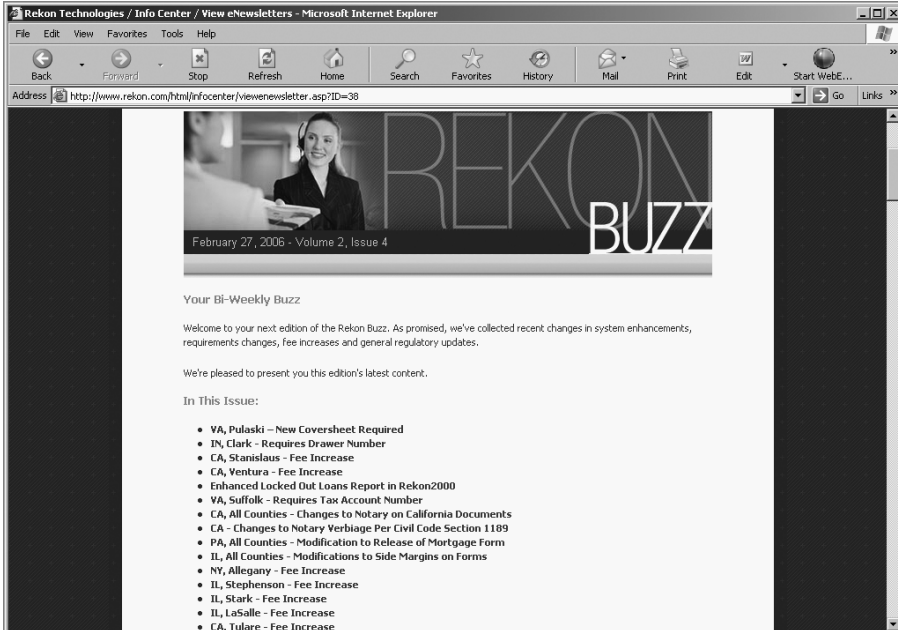 Rekon Technologies / Info Center / View eNewsletters - Microsoft Internet Explorer
File Edit View Favorites Tools Help
Back Forward Stop Refresh Home Search Favorites History Mail Print Edit Start WebE... »
Address http://www.rekon.com/html/infocenter/viewenewsletter.asp?ID=38 Go Links »
REKON
BUZZ
February 27, 2006 - Volume 2, Issue 4
Your Bi-Weekly Buzz
Welcome to your next edition of the Rekon Buzz. As promised, we've collected recent changes in system enhancements,
requirements changes, fee increases and general regulatory updates.
We're pleased to present you this edition's latest content.
In This Issue:
• VA, Pulaski – New Coversheet Required
• IN, Clark - Requires Drawer Number
• CA, Stanislaus - Fee Increase
• CA, Ventura - Fee Increase
• Enhanced Locked Out Loans Report in Rekon2000
• VA, Suffolk - Requires Tax Account Number
• CA, All Counties - Changes to Notary on California Documents
• CA - Changes to Notary Verbiage Per Civil Code Section 1189
• PA, All Counties - Modification to Release of Mortgage Form
• IL, All Counties - Modifications to Side Margins on Forms
• NY, Allegany - Fee Increase
• IL, Stephenson - Fee Increase
• IL, Stark - Fee Increase
• IL, LaSalle - Fee Increase
• CA, Tulare - Fee Increase